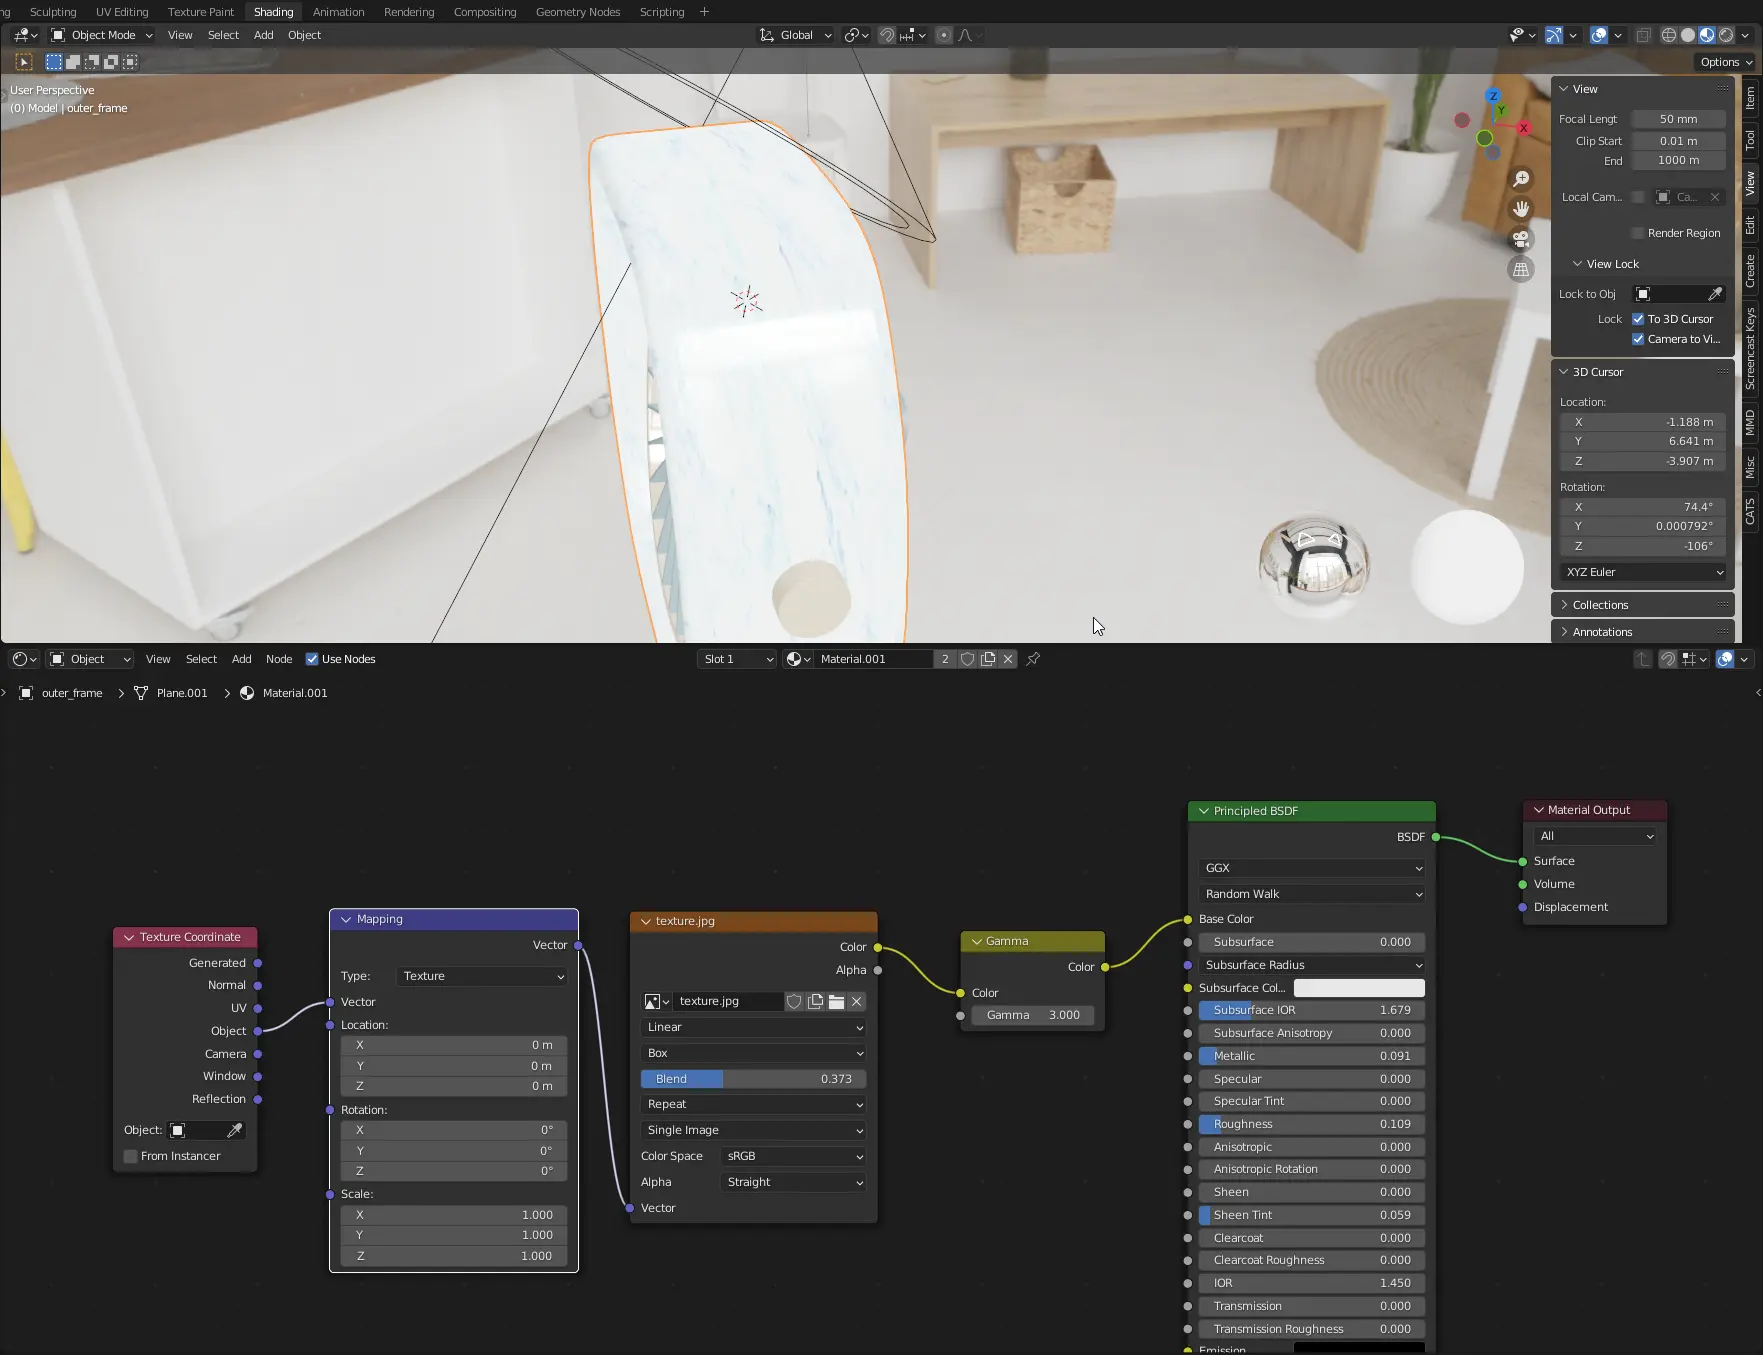 ng Sculpting UV Editing Texture Paint Shading Animation Rendering Compositing Geometry Nodes Scripting +
Object Mode View Select Add Object Global
Options
User Perspective
(0) Model | outer_frame
Z
Y
X
View
Focal Lengt 50 mm
Clip Start 0.01 m
End 1000 m
Local Cam... Ca...
Render Region
View Lock
Lock to Obj
Lock To 3D Cursor
Camera to Vi...
3D Cursor
Location:
X -1.188 m
Y 6.641 m
Z -3.907 m
Rotation:
X 74.4°
Y 0.000792°
Z -106°
XYZ Euler
Collections
Annotations
Item
Tool
View
Edit
Create
Screencast Keys
MMD
Misc
CATS
Object View Select Add Node Use Nodes Slot 1 Material.001 2
outer_frame > Plane.001 > Material.001
Texture Coordinate
Generated
Normal
UV
Object
Camera
Window
Reflection
Object:
From Instancer
Mapping
Vector
Type: Texture
Vector
Location:
X 0 m
Y 0 m
Z 0 m
Rotation:
X 0°
Y 0°
Z 0°
Scale:
X 1.000
Y 1.000
Z 1.000
texture.jpg
Color
Alpha
texture.jpg
Linear
Box
Blend 0.373
Repeat
Single Image
Color Space sRGB
Alpha Straight
Vector
Gamma
Color
Color
Gamma 3.000
Principled BSDF
BSDF
GGX
Random Walk
Base Color
Subsurface 0.000
Subsurface Radius
Subsurface Col...
Subsurface IOR 1.679
Subsurface Anisotropy 0.000
Metallic 0.091
Specular 0.000
Specular Tint 0.000
Roughness 0.109
Anisotropic 0.000
Anisotropic Rotation 0.000
Sheen 0.000
Sheen Tint 0.059
Clearcoat 0.000
Clearcoat Roughness 0.000
IOR 1.450
Transmission 0.000
Transmission Roughness 0.000
Emission
Material Output
All
Surface
Volume
Displacement